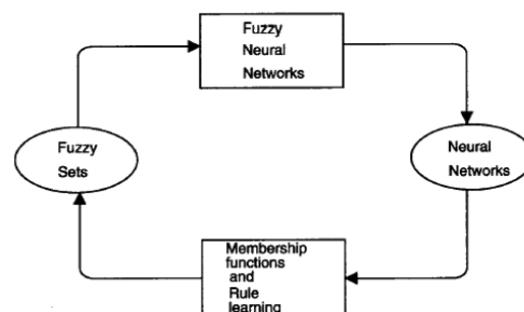 Fuzzy
Neural
Networks
Fuzzy
Sets
Neural
Networks
Membership
functions
and
Rule
learning